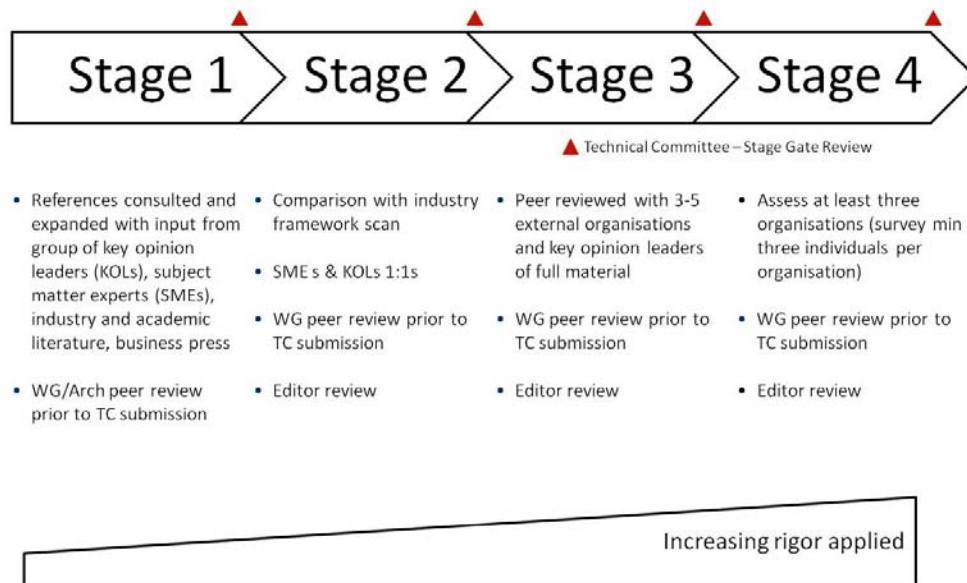 Stage 1
Stage 2
Stage 3
Stage 4
Technical Committee – Stage Gate Review
• References consulted and
expanded with input from
group of key opinion
leaders (KOLs), subject
matter experts (SMEs),
industry and academic
literature, business press
• WG/Arch peer review
prior to TC submission
• Comparison with industry
framework scan
• SME s & KOLs 1:1s
• WG peer review prior to
TC submission
• Editor review
• Peer reviewed with 3-5
external organisations
and key opinion leaders
of full material
• WG peer review prior to
TC submission
• Editor review
• Assess at least three
organisations (survey min
three individuals per
organisation)
• WG peer review prior to
TC submission
• Editor review
Increasing rigor applied